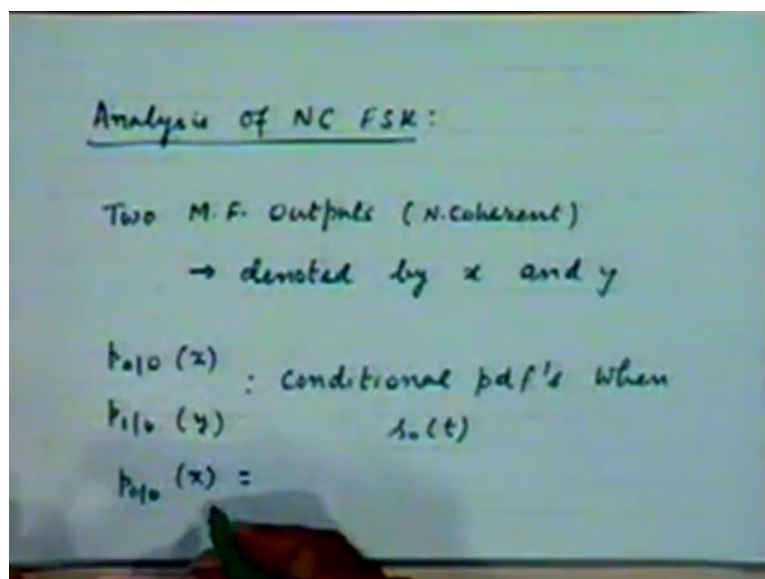 Analysis of NC FSK:
Two M.F. Outputs (N.Coherent)
→ denoted by x and y
p0|0 (x)
: Conditional pdf's when
p1|0 (y)
s0(t)
p0|0 (x) =